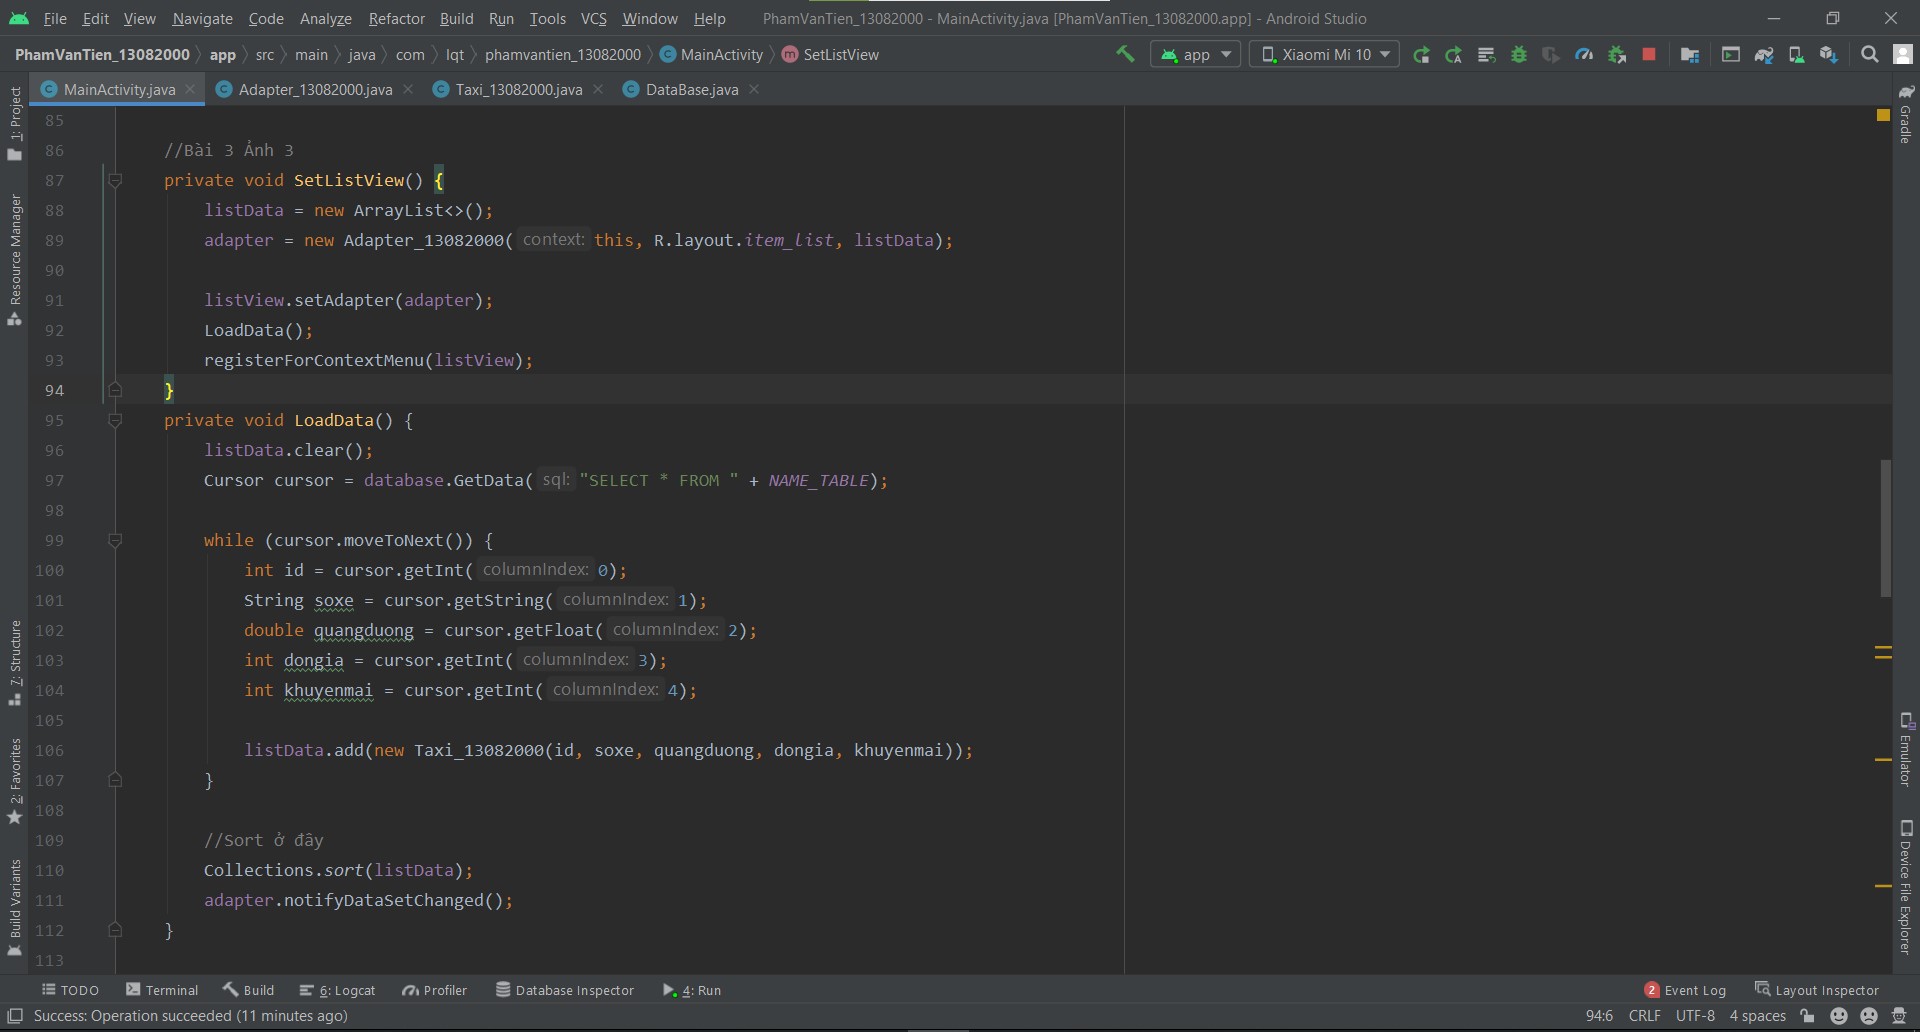 File Edit View Navigate Code Analyze Refactor Build Run Tools VCS Window Help PhamVanTien_13082000 - MainActivity.java [PhamVanTien_13082000.app] - Android Studio
PhamVanTien_13082000 app src main java com lqt phamvantien_13082000 MainActivity SetListView app Xiaomi Mi 10
MainActivity.java Adapter_13082000.java Taxi_13082000.java DataBase.java
1: Project
Resource Manager
7: Structure
2: Favorites
Build Variants
85
86 //Bài 3 Ảnh 3
87 private void SetListView() {
88 listData = new ArrayList<>();
89 adapter = new Adapter_13082000( context: this, R.layout.item_list, listData);
90
91 listView.setAdapter(adapter);
92 LoadData();
93 registerForContextMenu(listView);
94 }
95 private void LoadData() {
96 listData.clear();
97 Cursor cursor = database.GetData( sql: "SELECT * FROM " + NAME_TABLE);
98
99 while (cursor.moveToNext()) {
100 int id = cursor.getInt( columnIndex: 0);
101 String soxe = cursor.getString( columnIndex: 1);
102 double quangduong = cursor.getFloat( columnIndex: 2);
103 int dongia = cursor.getInt( columnIndex: 3);
104 int khuyenmai = cursor.getInt( columnIndex: 4);
105
106 listData.add(new Taxi_13082000(id, soxe, quangduong, dongia, khuyenmai));
107 }
108
109 //Sort ở đây
110 Collections.sort(listData);
111 adapter.notifyDataSetChanged();
112 }
113
Gradle
Emulator
Device File Explorer
TODO Terminal Build 6: Logcat Profiler Database Inspector 4: Run 2 Event Log Layout Inspector
Success: Operation succeeded (11 minutes ago) 94:6 CRLF UTF-8 4 spaces